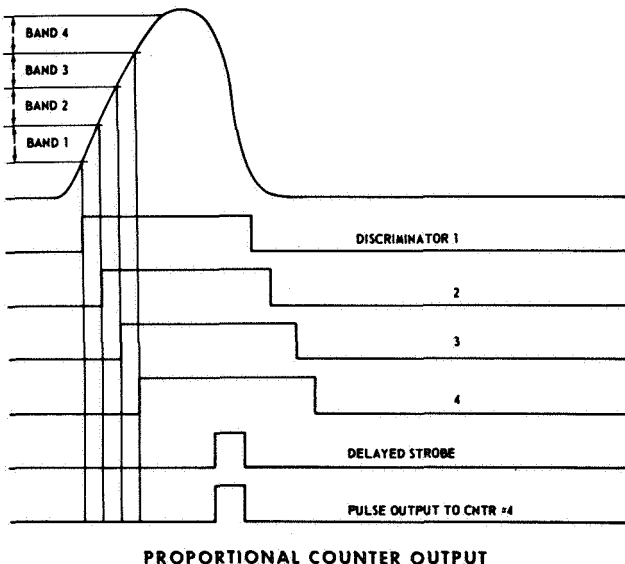 BAND 4
BAND 3
BAND 2
BAND 1
DISCRIMINATOR 1
2
3
4
DELAYED STROBE
PULSE OUTPUT TO CNTR #4
PROPORTIONAL COUNTER OUTPUT